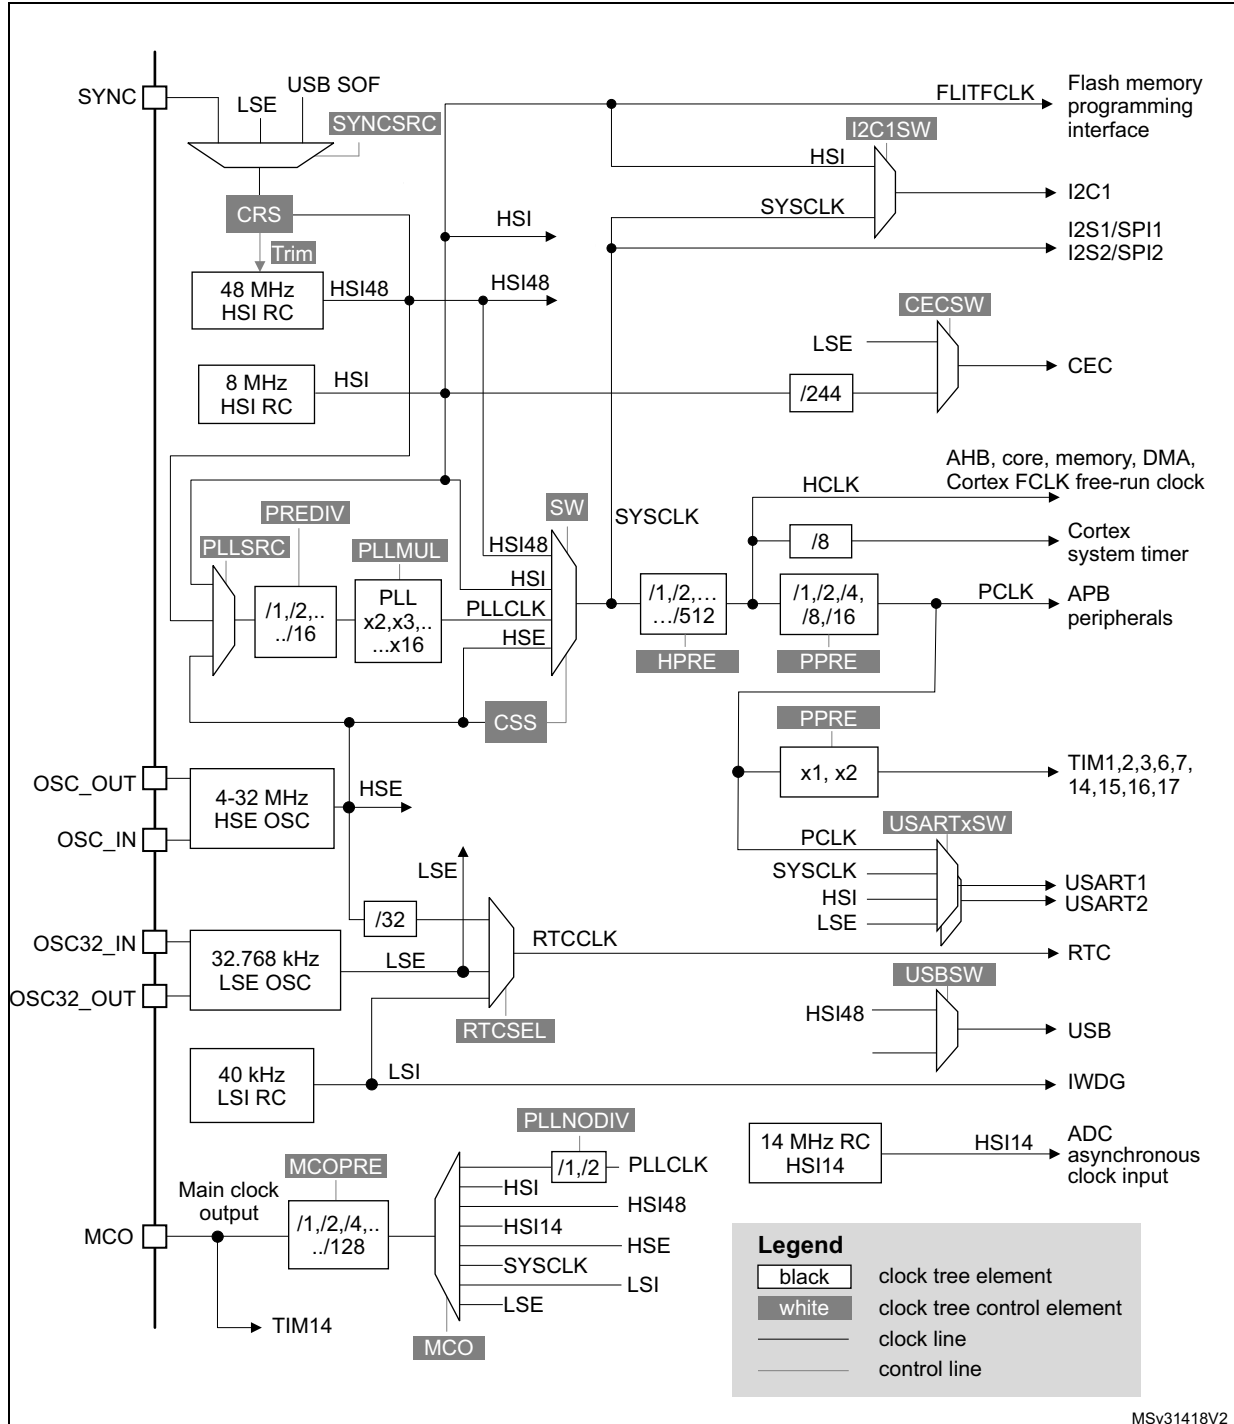 USB SOF
SYNC
LSE
SYNCSRC
FLITFCLK
Flash memory
programming
interface
I2C1SW
HSI
I2C1
SYSCLK
CRS
HSI
I2S1/SPI1
I2S2/SPI2
Trim
48 MHz
HSI RC
HSI48
HSI48
CECSW
LSE
CEC
8 MHz
HSI RC
HSI
/244
AHB, core, memory, DMA,
Cortex FCLK free-run clock
HCLK
SW
SYSCLK
PREDIV
PLLMUL
PLLSRC
HSI48
/8
Cortex
system timer
HSI
/1,/2,..
../16
PLL
x2,x3,..
...x16
PLLCLK
HSE
/1,/2,…
…/512
/1,/2,/4,
/8,/16
PCLK
APB
peripherals
HPRE
PPRE
CSS
PPRE
x1, x2
TIM1,2,3,6,7,
14,15,16,17
OSC_OUT
4-32 MHz
HSE OSC
HSE
OSC_IN
USARTxSW
PCLK
SYSCLK
HSI
LSE
USART1
USART2
LSE
/32
RTCCLK
RTC
OSC32_IN
32.768 kHz
LSE OSC
LSE
OSC32_OUT
RTCSEL
USBSW
HSI48
USB
40 kHz
LSI RC
LSI
IWDG
PLLNODIV
/1,/2
PLLCLK
14 MHz RC
HSI14
HSI14
ADC
asynchronous
clock input
MCOPRE
Main clock
output
HSI
HSI48
/1,/2,/4,..
../128
HSI14
MCO
HSE
SYSCLK
LSI
LSE
TIM14
MCO
Legend
black
clock tree element
white
clock tree control element
clock line
control line
MSv31418V2